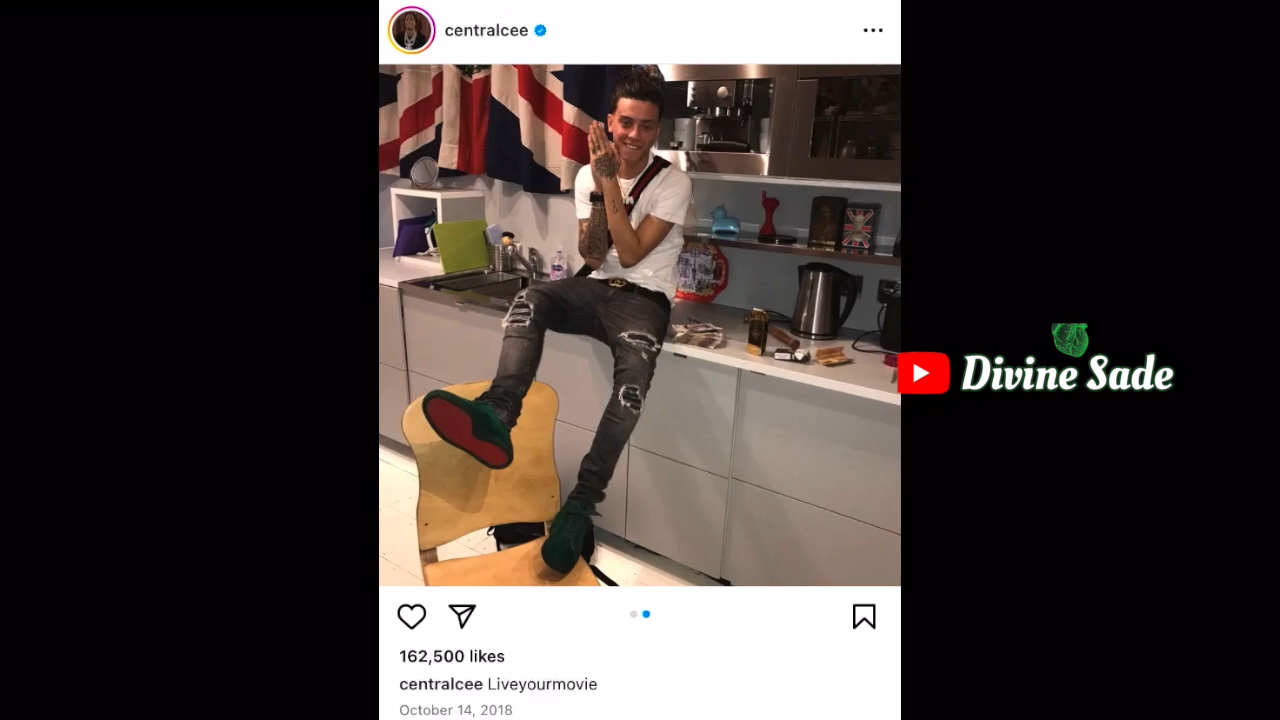 centralcee
Divine Sade
162,500 likes
centralcee Liveyourmovie
October 14, 2018